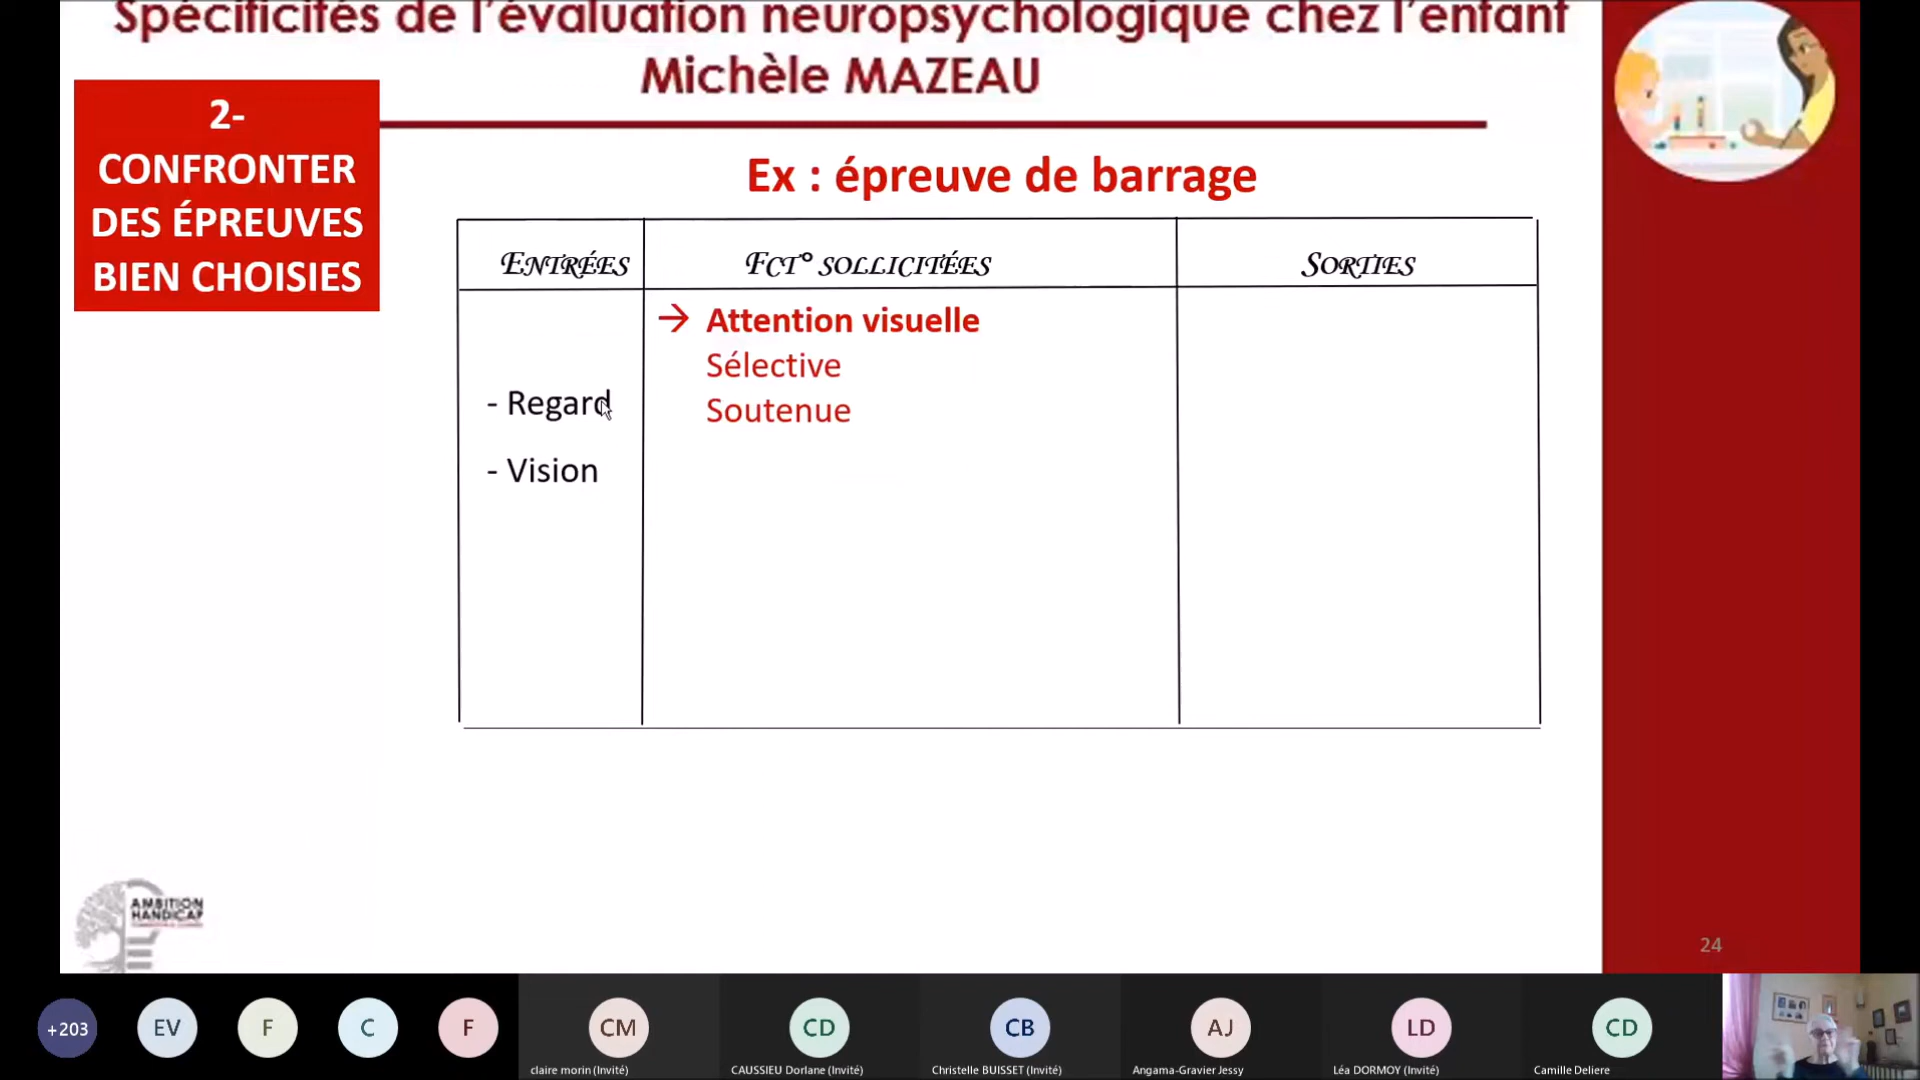 Spécificités de l'évaluation neuropsychologique chez l'enfant
Michèle MAZEAU
2-
CONFRONTER
DES ÉPREUVES
BIEN CHOISIES
Ex : épreuve de barrage
ENTRÉES
FCT° SOLLICITÉES
SORTIES
→ Attention visuelle
Sélective
Soutenue
- Regard
- Vision
AMBITION
HANDICAP
24
+203
EV
F
C
F
CM
CD
CB
AJ
LD
CD
claire morin (Invité)
CAUSSIEU Dorlane (Invité)
Christelle BUISSET (Invité)
Angama-Gravier Jessy
Léa DORMOY (Invité)
Camille Deliere